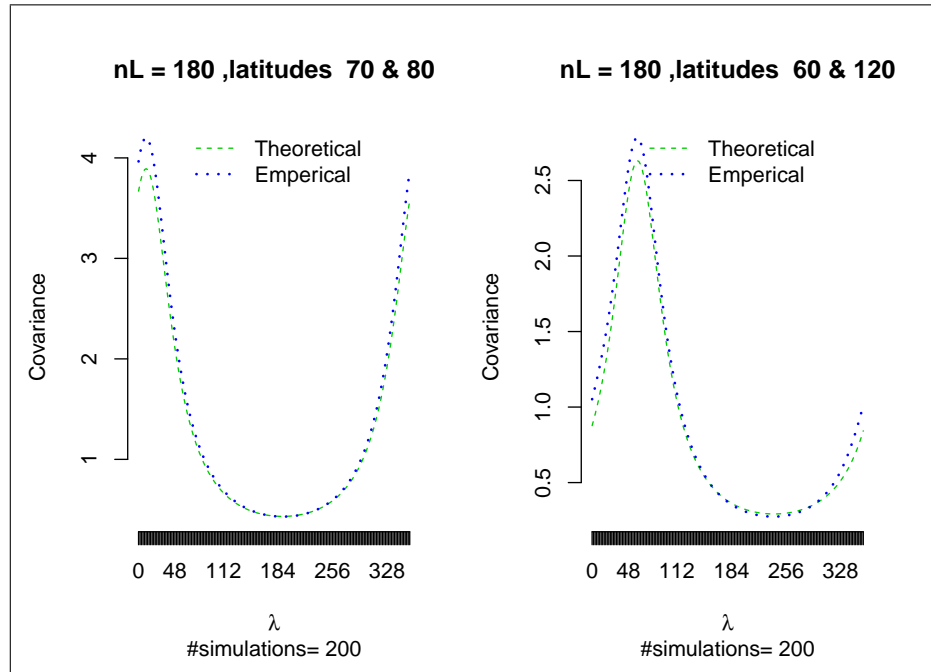 nL = 180 ,latitudes 70 & 80
Theoretical
Emperical
Covariance
4
3
2
1
0 48 112 184 256 328
λ
#simulations= 200
nL = 180 ,latitudes 60 & 120
Theoretical
Emperical
Covariance
2.5
2.0
1.5
1.0
0.5
0 48 112 184 256 328
λ
#simulations= 200